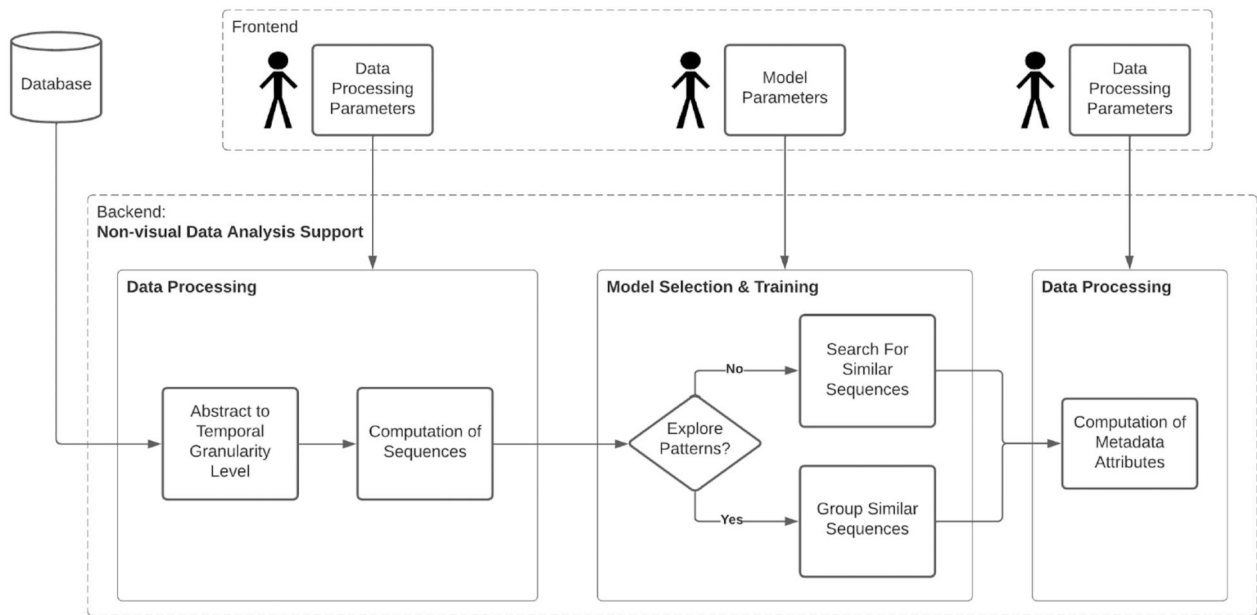 Frontend
Database
Data
Processing
Parameters
Model
Parameters
Data
Processing
Parameters
Backend:
Non-visual Data Analysis Support
Data Processing
Abstract to
Temporal
Granularity
Level
Computation of
Sequences
Model Selection & Training
Explore
Patterns?
No
Search For
Similar
Sequences
Yes
Group Similar
Sequences
Data Processing
Computation of
Metadata
Attributes